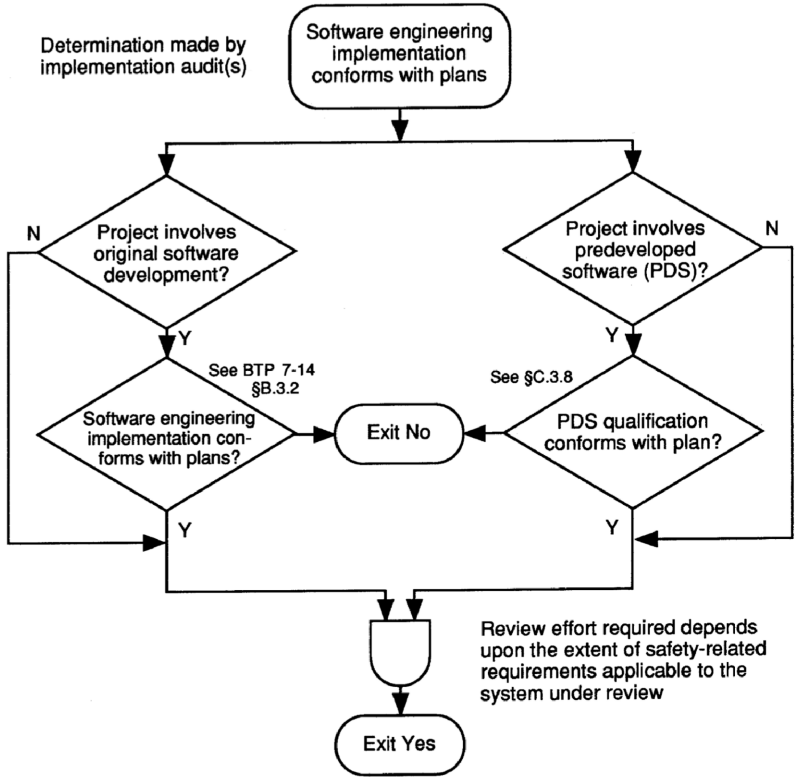 Determination made by
implementation audit(s)
Software engineering
implementation
conforms with plans
N
Project involves
original software
development?
Project involves
predeveloped
software (PDS)?
N
Y
Y
See BTP 7-14
§B.3.2
See §C.3.8
Software engineering
implementation con-
forms with plans?
Exit No
PDS qualification
conforms with plan?
Y
Y
Review effort required depends
upon the extent of safety-related
requirements applicable to the
system under review
Exit Yes